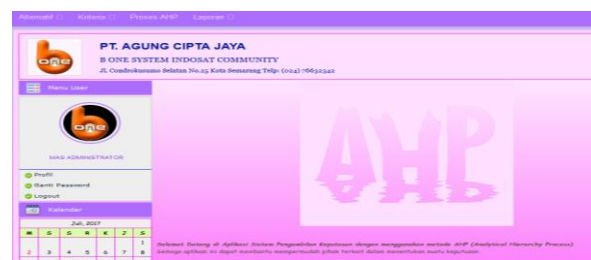 Alternatif Kriteria Proses AHP Laporan
PT. AGUNG CIPTA JAYA
B ONE SYSTEM INDOSAT COMMUNITY
Jl. Condrokusumo Selatan No.25 Kota Semarang Telp: (024) 76632342
one
Menu User
one
MAS ADMINISTRATOR
Profil
Ganti Password
Logout
Kalender
Juli, 2017
M S S R K J S
1
2 3 4 5 6 7 8
AHP
Selamat Datang di Aplikasi Sistem Pengambilan Keputusan dengan menggunakan metode AHP (Analytical Hierarchy Process)
Semoga aplikasi ini dapat membantu mempermudah pihak terkait dalam menentukan suatu keputusan.